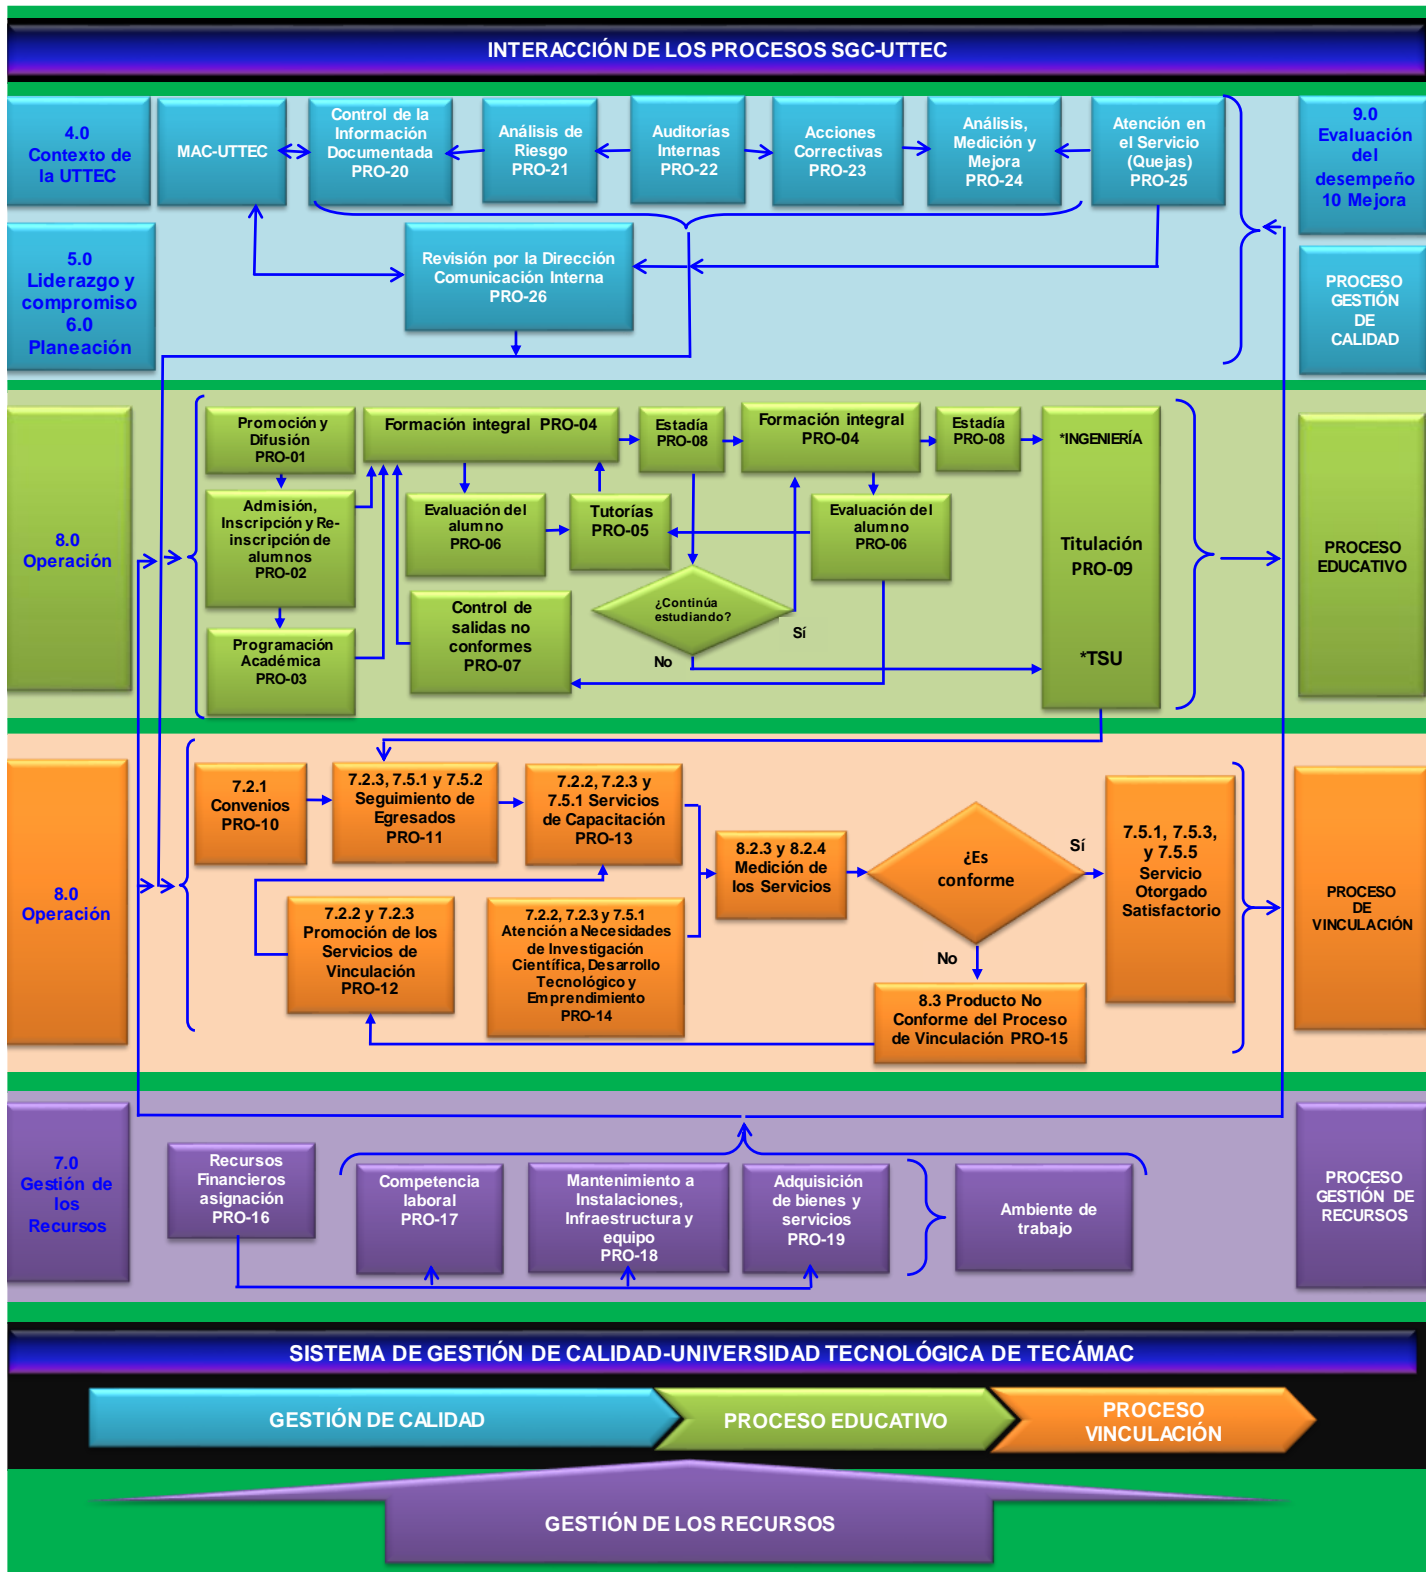 INTERACCIÓN DE LOS PROCESOS SGC-UTTEC
4.0
Contexto de
la UTTEC
MAC-UTTEC
Control de la
Información
Documentada
PRO-20
Análisis de
Riesgo
PRO-21
Auditorías
Internas
PRO-22
Acciones
Correctivas
PRO-23
Análisis,
Medición y
Mejora
PRO-24
Atención en
el Servicio
(Quejas)
PRO-25
9.0
Evaluación
del
desempeño
10 Mejora
5.0
Liderazgo y
compromiso
6.0
Planeación
Revisión por la Dirección
Comunicación Interna
PRO-26
PROCESO
GESTIÓN
DE
CALIDAD
8.0
Operación
Promoción y
Difusión
PRO-01
Admisión,
Inscripción y Re-
inscripción de
alumnos
PRO-02
Programación
Académica
PRO-03
Formación integral PRO-04
Evaluación del
alumno
PRO-06
Control de
salidas no
conformes
PRO-07
Tutorías
PRO-05
Estadía
PRO-08
¿Continúa
estudiando?
Sí
No
Formación integral
PRO-04
Evaluación del
alumno
PRO-06
Estadía
PRO-08
*INGENIERÍA
Titulación
PRO-09
*TSU
PROCESO
EDUCATIVO
8.0
Operación
7.2.1
Convenios
PRO-10
7.2.3, 7.5.1 y 7.5.2
Seguimiento de
Egresados
PRO-11
7.2.2, 7.2.3 y
7.5.1 Servicios
de Capacitación
PRO-13
7.2.2 y 7.2.3
Promoción de los
Servicios de
Vinculación
PRO-12
7.2.2, 7.2.3 y 7.5.1
Atención a Necesidades
de Investigación
Científica, Desarrollo
Tecnológico y
Emprendimiento
PRO-14
8.2.3 y 8.2.4
Medición de
los Servicios
¿Es
conforme
Sí
No
7.5.1, 7.5.3,
y 7.5.5
Servicio
Otorgado
Satisfactorio
8.3 Producto No
Conforme del Proceso
de Vinculación PRO-15
PROCESO
DE
VINCULACIÓN
7.0
Gestión de
los
Recursos
Recursos
Financieros
asignación
PRO-16
Competencia
laboral
PRO-17
Mantenimiento a
Instalaciones,
Infraestructura y
equipo
PRO-18
Adquisición
de bienes y
servicios
PRO-19
Ambiente de
trabajo
PROCESO
GESTIÓN DE
RECURSOS
SISTEMA DE GESTIÓN DE CALIDAD-UNIVERSIDAD TECNOLÓGICA DE TECÁMAC
GESTIÓN DE CALIDAD
PROCESO EDUCATIVO
PROCESO
VINCULACIÓN
GESTIÓN DE LOS RECURSOS